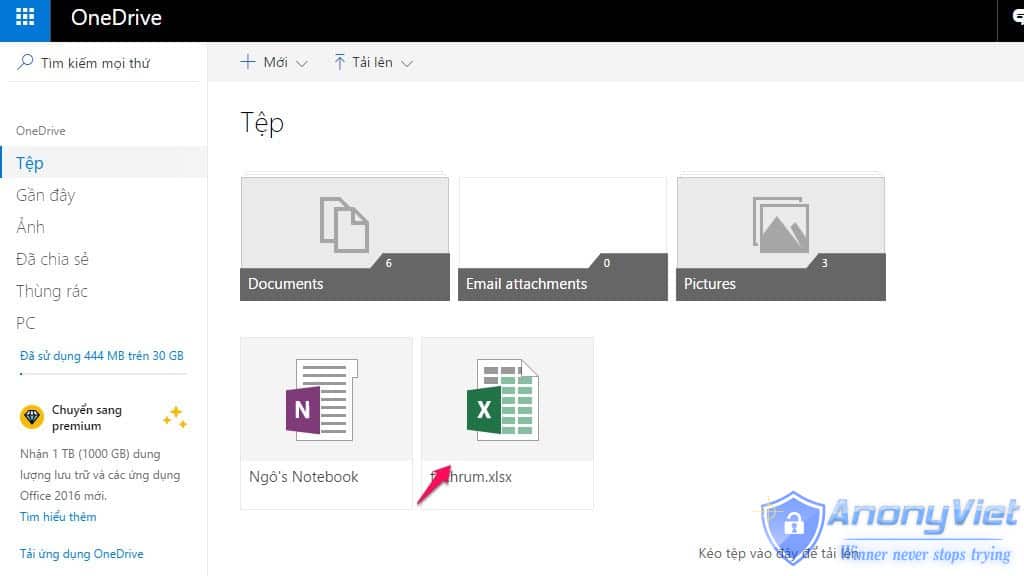 OneDrive
Tìm kiếm mọi thứ
Mới
Tải lên
OneDrive
Tệp
Gần đây
Ảnh
Đã chia sẻ
Thùng rác
PC
Đã sử dụng 444 MB trên 30 GB
Chuyển sang
premium
Nhận 1 TB (1000 GB) dung
lượng lưu trữ và các ứng dụng
Office 2016 mới.
Tìm hiểu thêm
Tải ứng dụng OneDrive
Tệp
6
Documents
0
Email attachments
3
Pictures
N
Ngô's Notebook
X
Kéo tệp vào đây để tải lên
AnonyViet
Winner never stops trying